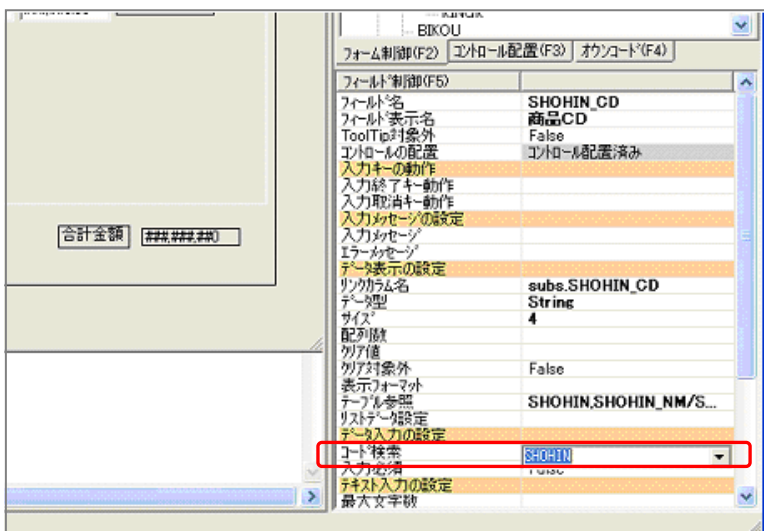 BIKOU
フォーム制御(F2) コントロール配置(F3) オウンコード(F4)
フィールド制御(F5)
フィールド名 SHOHIN_CD
フィールド表示名 商品CD
ToolTip対象外 False
コントロールの配置 コントロール配置済み
入力キーの動作
入力終了キー動作
入力取消キー動作
入力メッセージの設定
入力メッセージ
エラーメッセージ
データ表示の設定
合計金額 ###,###,##0
リンクカラム名 subs.SHOHIN_CD
データ型 String
サイズ 4
配列数
クリア値
クリア対象外 False
表示フォーマット
テーブル参照 SHOHIN,SHOHIN_NM/S...
リストデータ設定
データ入力の設定
コード検索 SHOHIN
入力必須 False
テキスト入力の設定
最大文字数